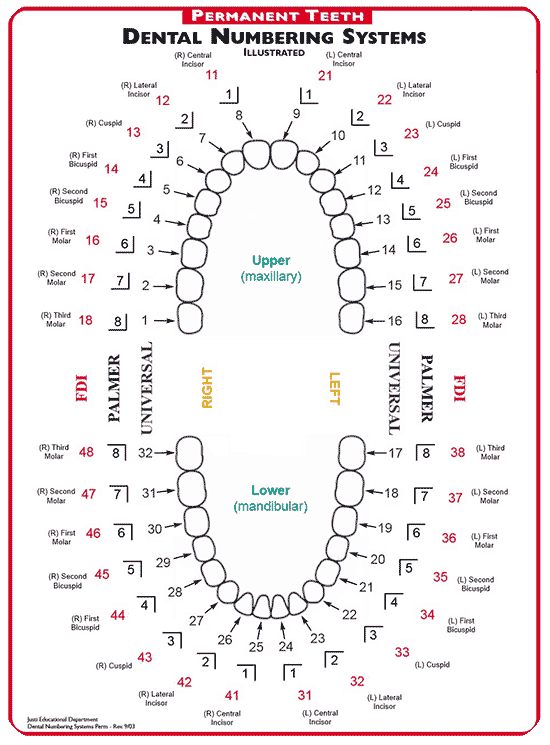 PERMANENT TEETH
DENTAL NUMBERING SYSTEMS
ILLUSTRATED
(R) Central
Incisor
11
21
(L) Central
Incisor
(R) Lateral
Incisor
12
1
1
22
(L) Lateral
Incisor
(R) Cuspid
13
2
8
9
2
23
(L) Cuspid
(R) First
Bicuspid
14
3
7
10
3
24
(L) First
Bicuspid
(R) Second
Bicuspid
15
4
6
11
4
25
(L) Second
Bicuspid
5
5
12
5
(R) First
Molar
16
6
4
13
6
26
(L) First
Molar
3
14
(R) Second
Molar
17
7
2
15
7
27
(L) Second
Molar
(R) Third
Molar
18
8
1
16
8
28
(L) Third
Molar
Upper
(maxillary)
FDI
PALMER
UNIVERSAL
RIGHT
LEFT
UNIVERSAL
PALMER
FDI
(R) Third
Molar
48
8
32
17
8
38
(L) Third
Molar
(R) Second
Molar
47
7
31
18
7
37
(L) Second
Molar
Lower
(mandibular)
(R) First
Molar
46
6
30
19
6
36
(L) First
Molar
(R) Second
Bicuspid
45
5
29
20
5
35
(L) Second
Bicuspid
(R) First
Bicuspid
44
4
28
21
4
34
(L) First
Bicuspid
(R) Cuspid
43
3
27
22
3
33
(L) Cuspid
(R) Lateral
Incisor
42
2
26
23
2
32
(L) Lateral
Incisor
(R) Central
Incisor
41
1
25
24
1
31
(L) Central
Incisor
Just Educational Department
Dental Numbering Systems Perm - Rev. 9/03